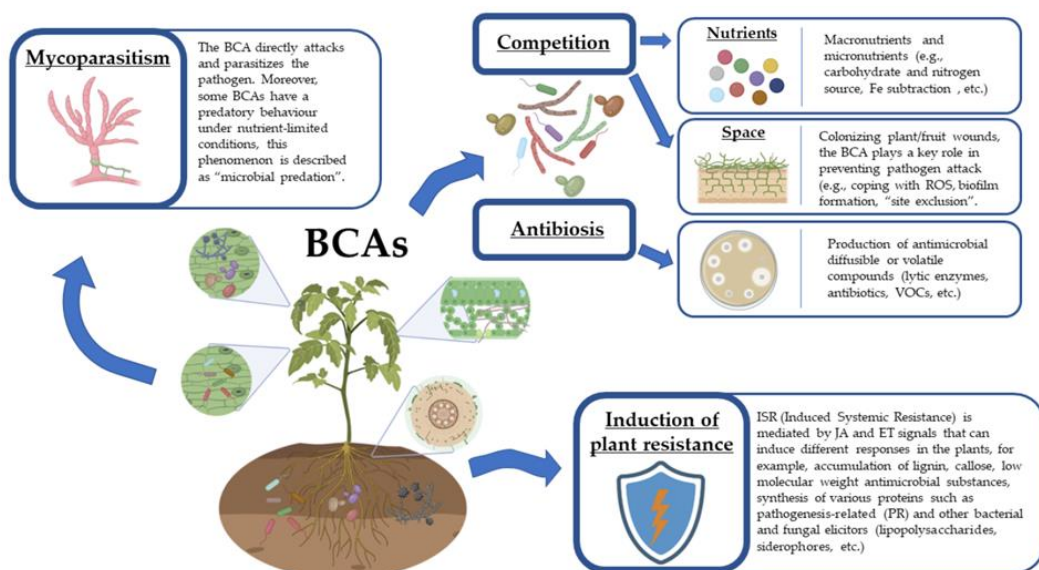 Mycoparasitism
The BCA directly attacks
and parasitizes the
pathogen. Moreover,
some BCAs have a
predatory behaviour
under nutrient-limited
conditions, this
phenomenon is described
as “microbial predation”.
BCAs
Competition
Nutrients
Macronutrients and
micronutrients (e.g.,
carbohydrate and nitrogen
source, Fe subtraction , etc.)
Space
Colonizing plant/fruit wounds,
the BCA plays a key role in
preventing pathogen attack
(e.g., coping with ROS, biofilm
formation, “site exclusion”.
Antibiosis
Production of antimicrobial
diffusible or volatile
compounds (lytic enzymes,
antibiotics, VOCs, etc.)
Induction of
plant resistance
ISR (Induced Systemic Resistance) is
mediated by JA and ET signals that can
induce different responses in the plants, for
example, accumulation of lignin, callose, low
molecular weight antimicrobial substances,
synthesis of various proteins such as
pathogenesis-related (PR) and other bacterial
and fungal elicitors (lipopolysaccharides,
siderophores, etc.)